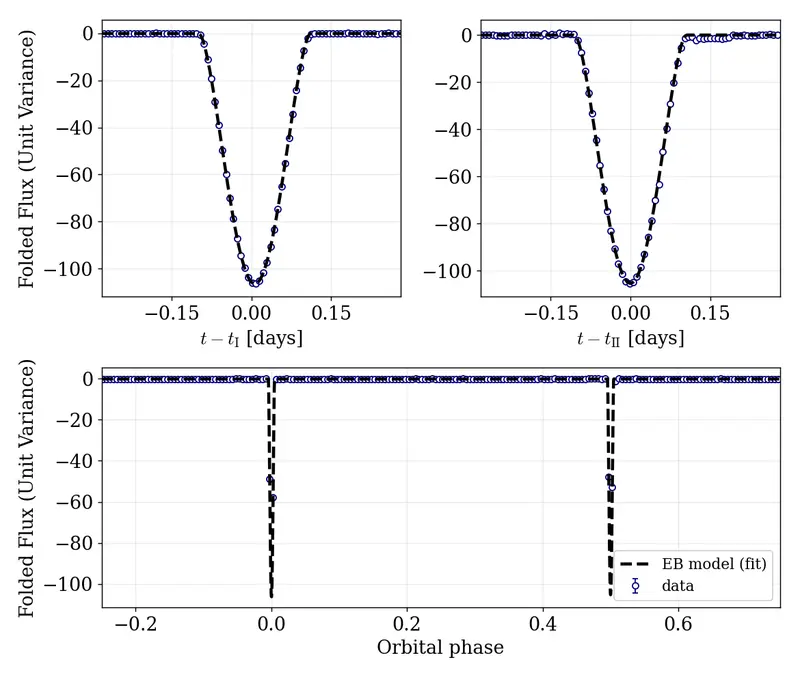 Folded Flux (Unit Variance)
0
−20
−40
−60
−80
−100
−0.15 0.00 0.15
t − t_I [days]
0
−20
−40
−60
−80
−100
−0.15 0.00 0.15
t − t_II [days]
Folded Flux (Unit Variance)
0
−20
−40
−60
−80
−100
EB model (fit)
data
−0.2 0.0 0.2 0.4 0.6
Orbital phase